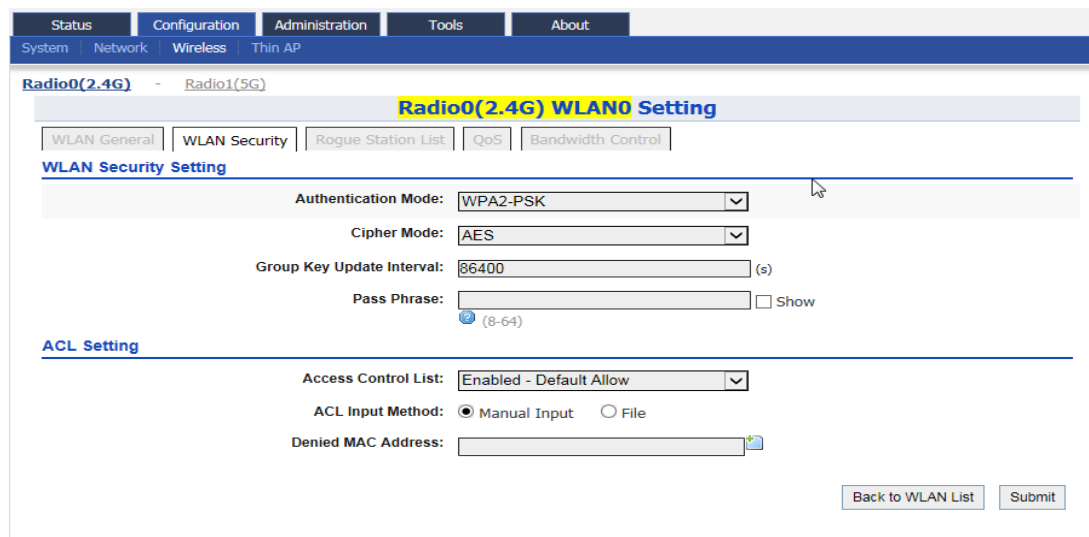 Status Configuration Administration Tools About
System Network Wireless Thin AP
Radio0(2.4G) - Radio1(5G)
Radio0(2.4G) WLAN0 Setting
WLAN General WLAN Security Rogue Station List QoS Bandwidth Control
WLAN Security Setting
Authentication Mode: WPA2-PSK
Cipher Mode: AES
Group Key Update Interval: 86400 (s)
Pass Phrase: Show
? (8-64)
ACL Setting
Access Control List: Enabled - Default Allow
ACL Input Method: Manual Input File
Denied MAC Address:
Back to WLAN List Submit